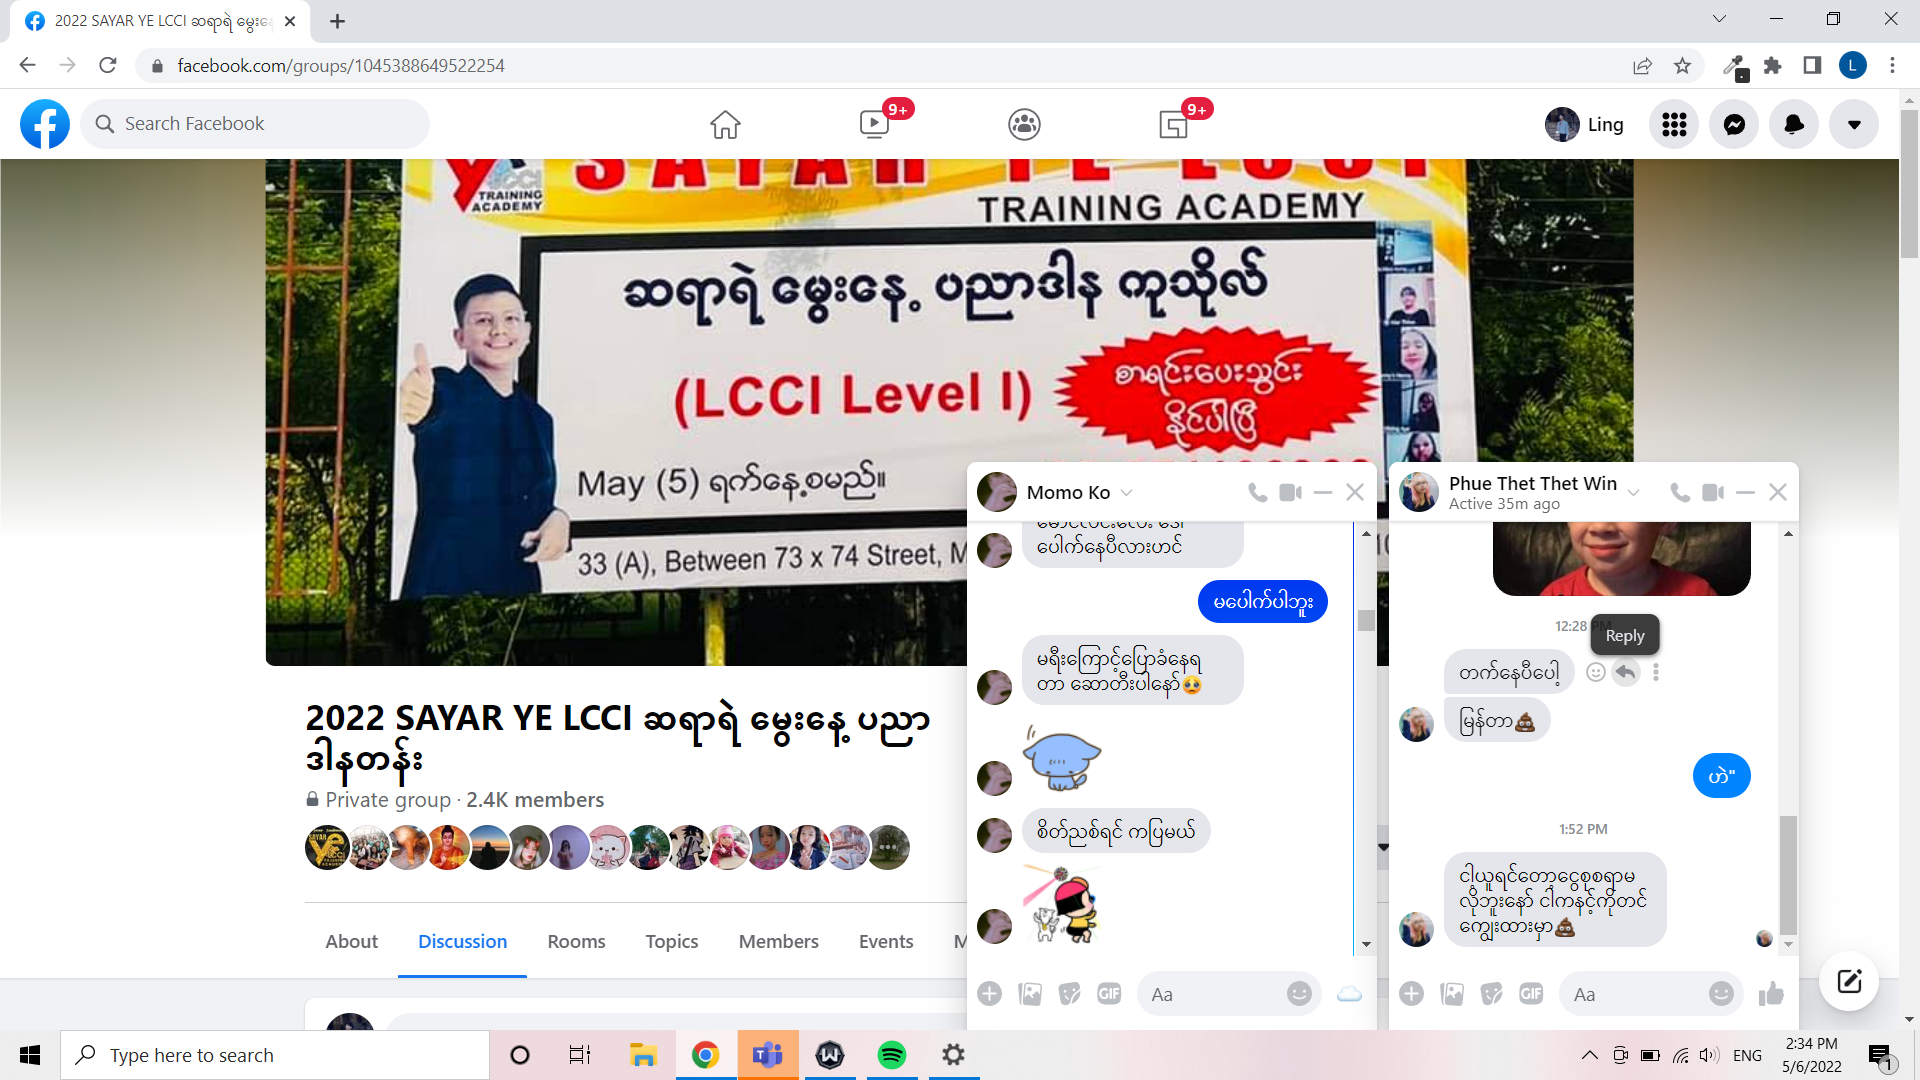 2022 SAYAR YE LCCI ဆရာရဲ မွေးနေ့
facebook.com/groups/1045388649522254
L
Search Facebook
9+
9+
Ling
SAYAR YE LCCI
TRAINING ACADEMY
TRAINING
ACADEMY
ဆရာရဲ မွေးနေ့ ပညာဒါန ကုသိုလ်
(LCCI Level I)
စာရင်းပေးသွင်း
နိုင်ပါပြီ
May (5) ရက်နေ့စမည်။
33 (A), Between 73 x 74 Street, M
2022 SAYAR YE LCCI ဆရာရဲ မွေးနေ့ ပညာ
ဒါနတန်း
Private group · 2.4K members
About
Discussion
Rooms
Topics
Members
Events
M
Momo Ko
ပေါက်နေပီလားဟင်
မပေါက်ပါဘူး
မရီးကြောင့်ပြောခံနေရ
တာ ဆောတီးပါနော်🥺
စိတ်ညစ်ရင် ကပြမယ်
GIF
Aa
Phue Thet Thet Win
Active 35m ago
12:28 PM
Reply
တက်နေပီပေါ့
မြန်တာ💩
ဟဲ"
1:52 PM
ငါ့ယူရင်တော့ငွေစုစရာမ
လိုဘူးနော် ငါကနင့်ကိုတင်
ကျွေးထားမှာ💩
GIF
Aa
Type here to search
ENG
2:34 PM
5/6/2022
1